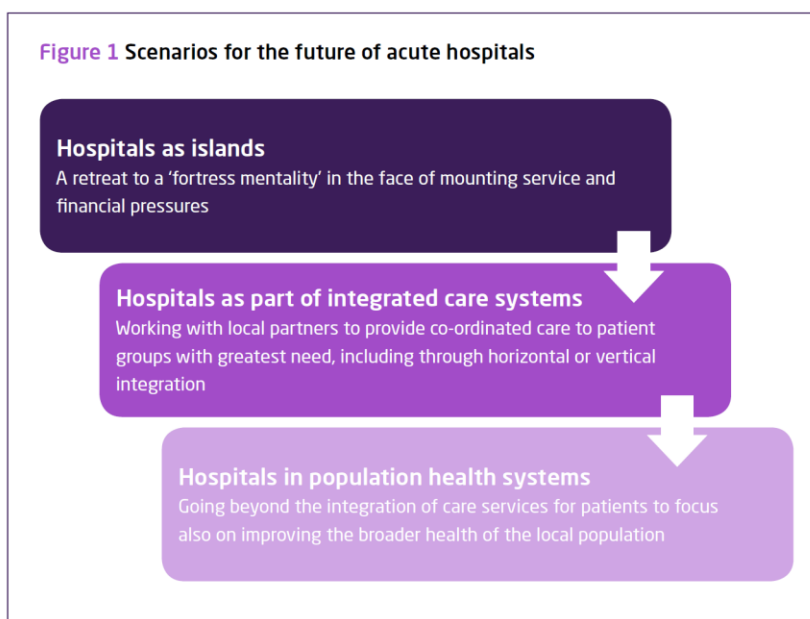 Figure 1 Scenarios for the future of acute hospitals
Hospitals as islands
A retreat to a ‘fortress mentality’ in the face of mounting service and
financial pressures
Hospitals as part of integrated care systems
Working with local partners to provide co-ordinated care to patient
groups with greatest need, including through horizontal or vertical
integration
Hospitals in population health systems
Going beyond the integration of care services for patients to focus
also on improving the broader health of the local population